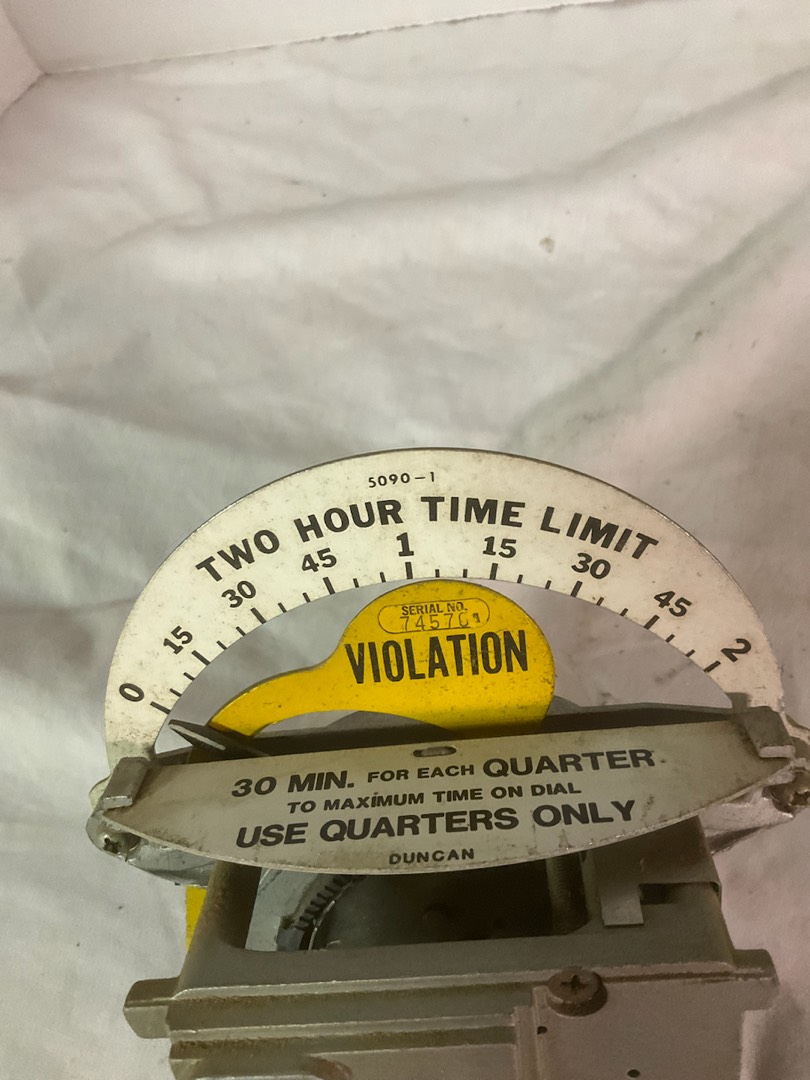 5090-1
TWO HOUR TIME LIMIT
0 15 30 45 1 15 30 45 2
SERIAL NO.
VIOLATION
30 MIN. FOR EACH QUARTER
TO MAXIMUM TIME ON DIAL
USE QUARTERS ONLY
DUNCAN